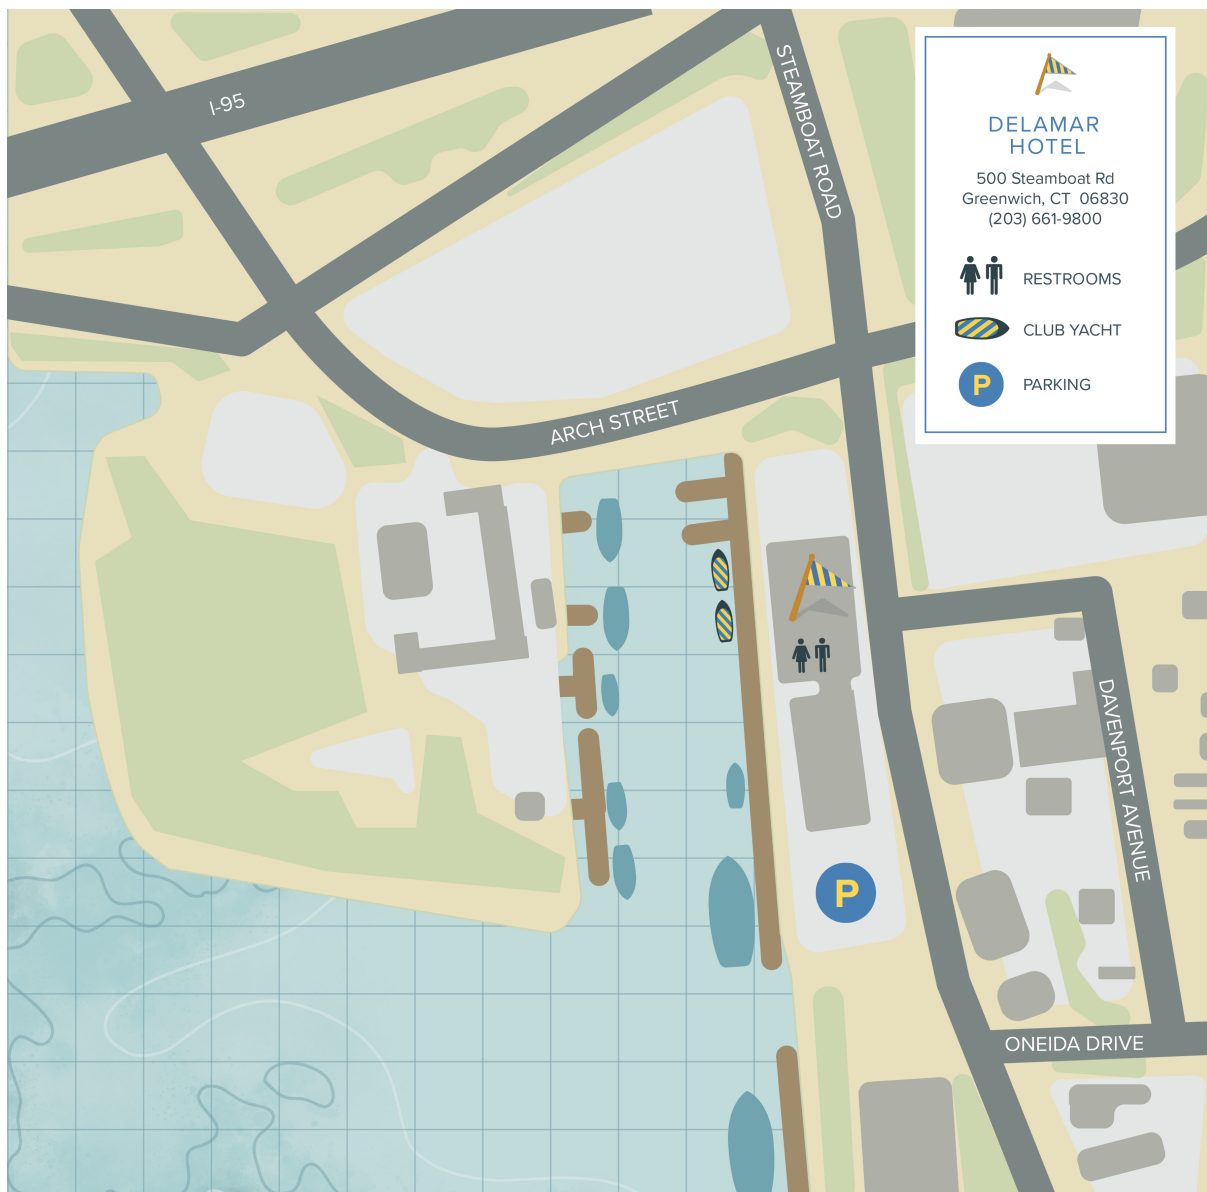 I-95
STEAMBOAT ROAD
DELAMAR
HOTEL
500 Steamboat Rd
Greenwich, CT  06830
(203) 661-9800
RESTROOMS
CLUB YACHT
P
PARKING
ARCH STREET
DAVENPORT AVENUE
P
ONEIDA DRIVE